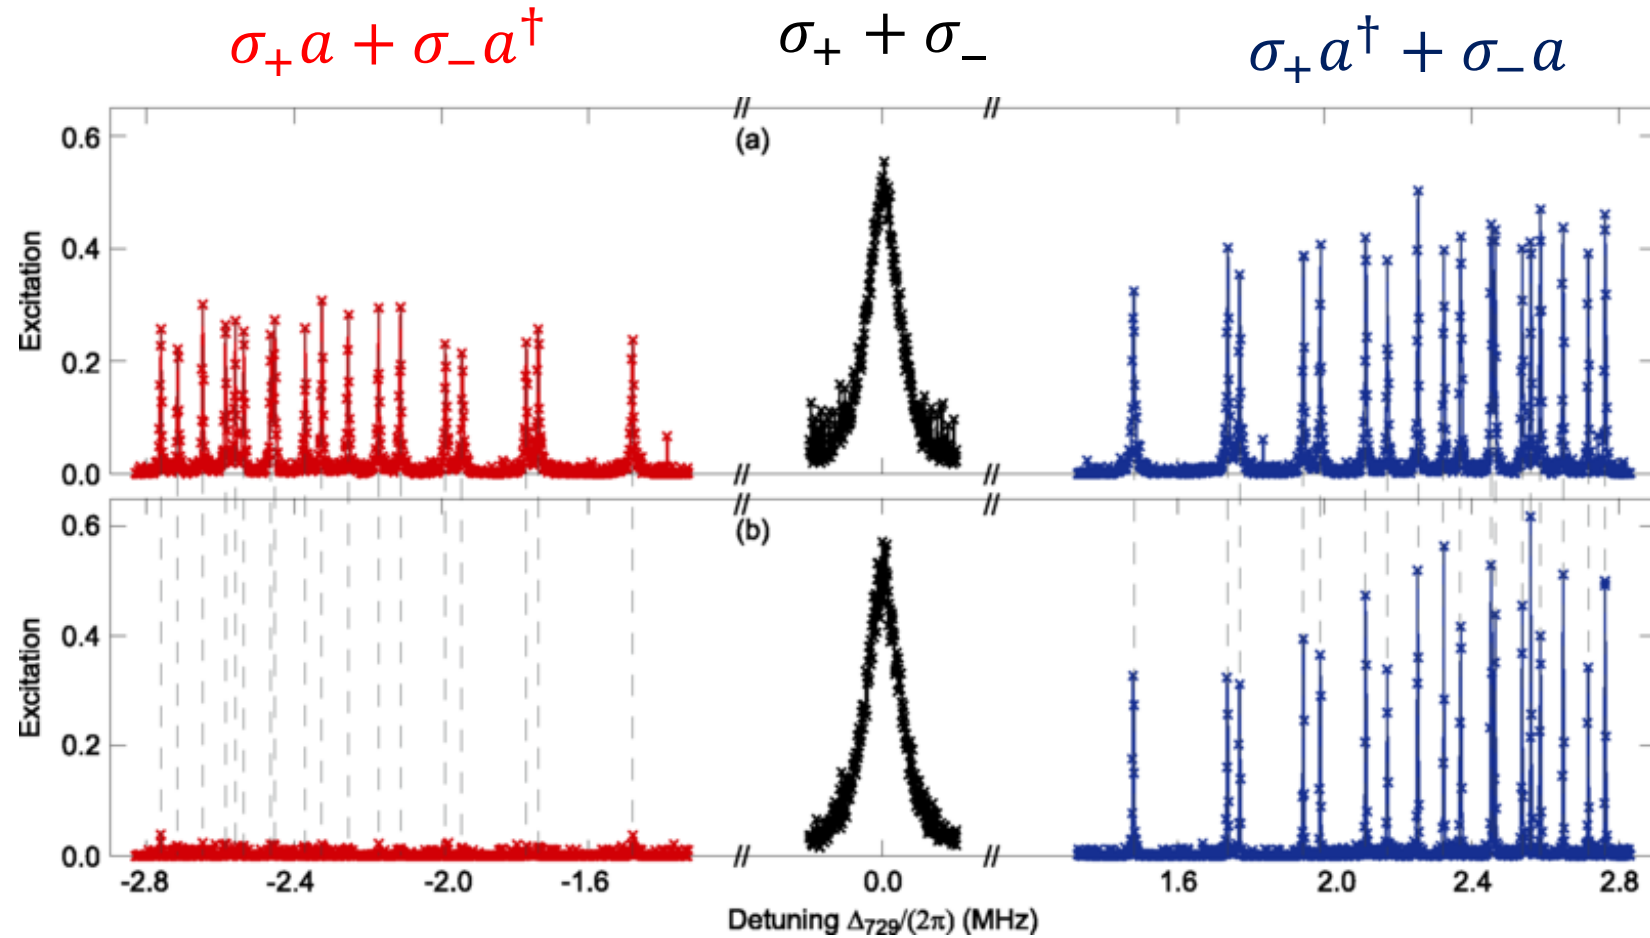 σ₊a + σ₋a† σ₊ + σ₋ σ₊a† + σ₋a
(a)
Excitation
0.6
0.4
0.2
0.0
(b)
Excitation
0.6
0.4
0.2
0.0
-2.8 -2.4 -2.0 -1.6 0.0 1.6 2.0 2.4 2.8
Detuning Δ₇₂₉/(2π) (MHz)